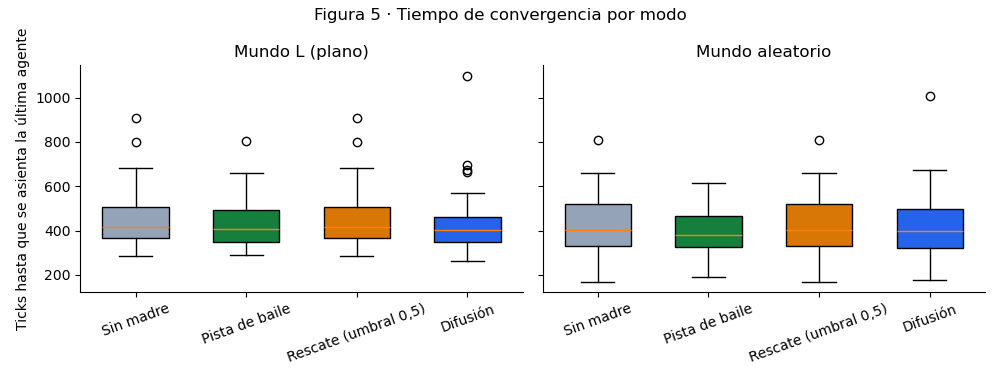 Figura 5 · Tiempo de convergencia por modo
Mundo L (plano)
Mundo aleatorio
Ticks hasta que se asienta la última agente
1000
800
600
400
200
Sin madre
Pista de baile
Rescate (umbral 0,5)
Difusión
Sin madre
Pista de baile
Rescate (umbral 0,5)
Difusión